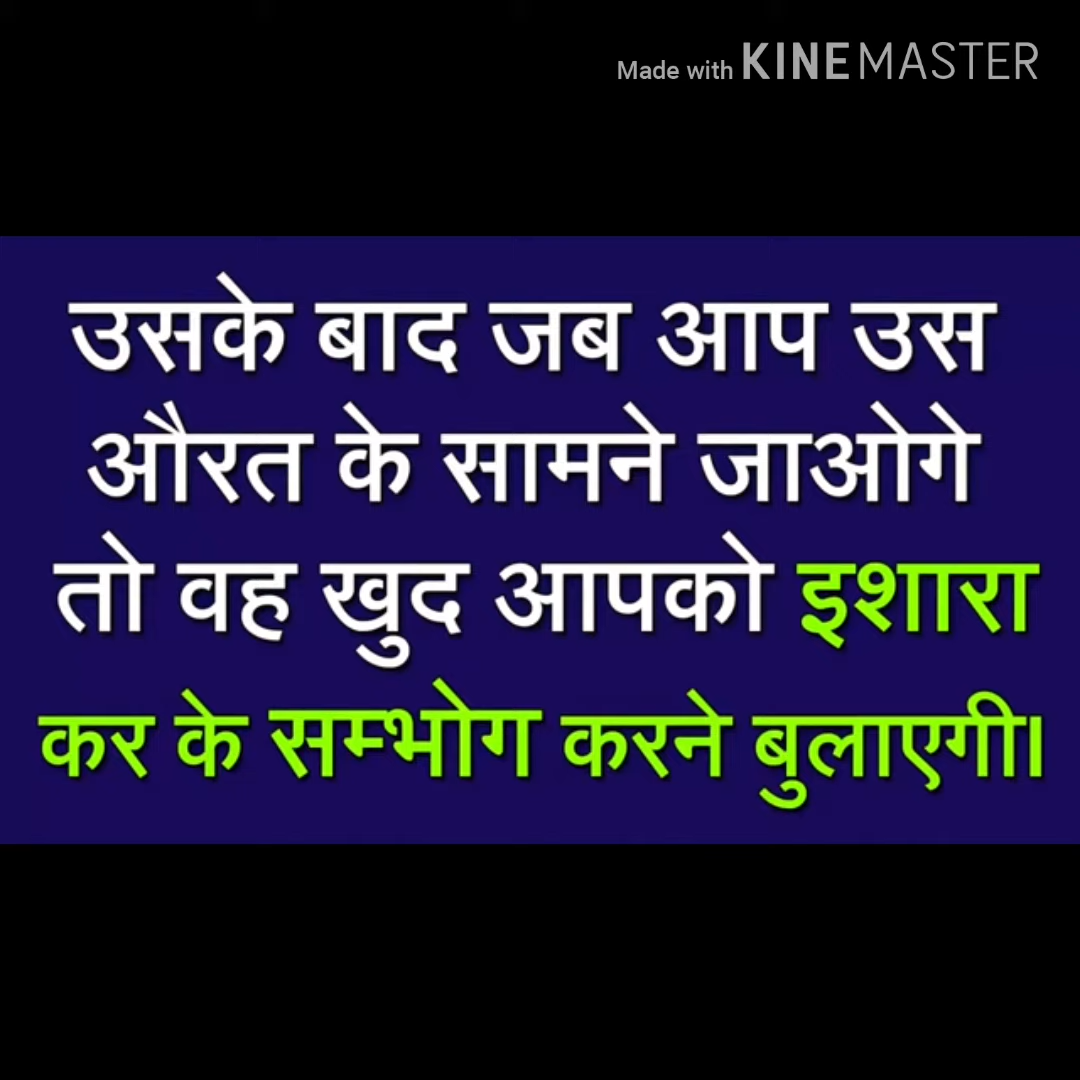 Made with KINEMASTER
उसके बाद जब आप उस
औरत के सामने जाओगे
तो वह खुद आपको इशारा
कर के सम्भोग करने बुलाएगी।